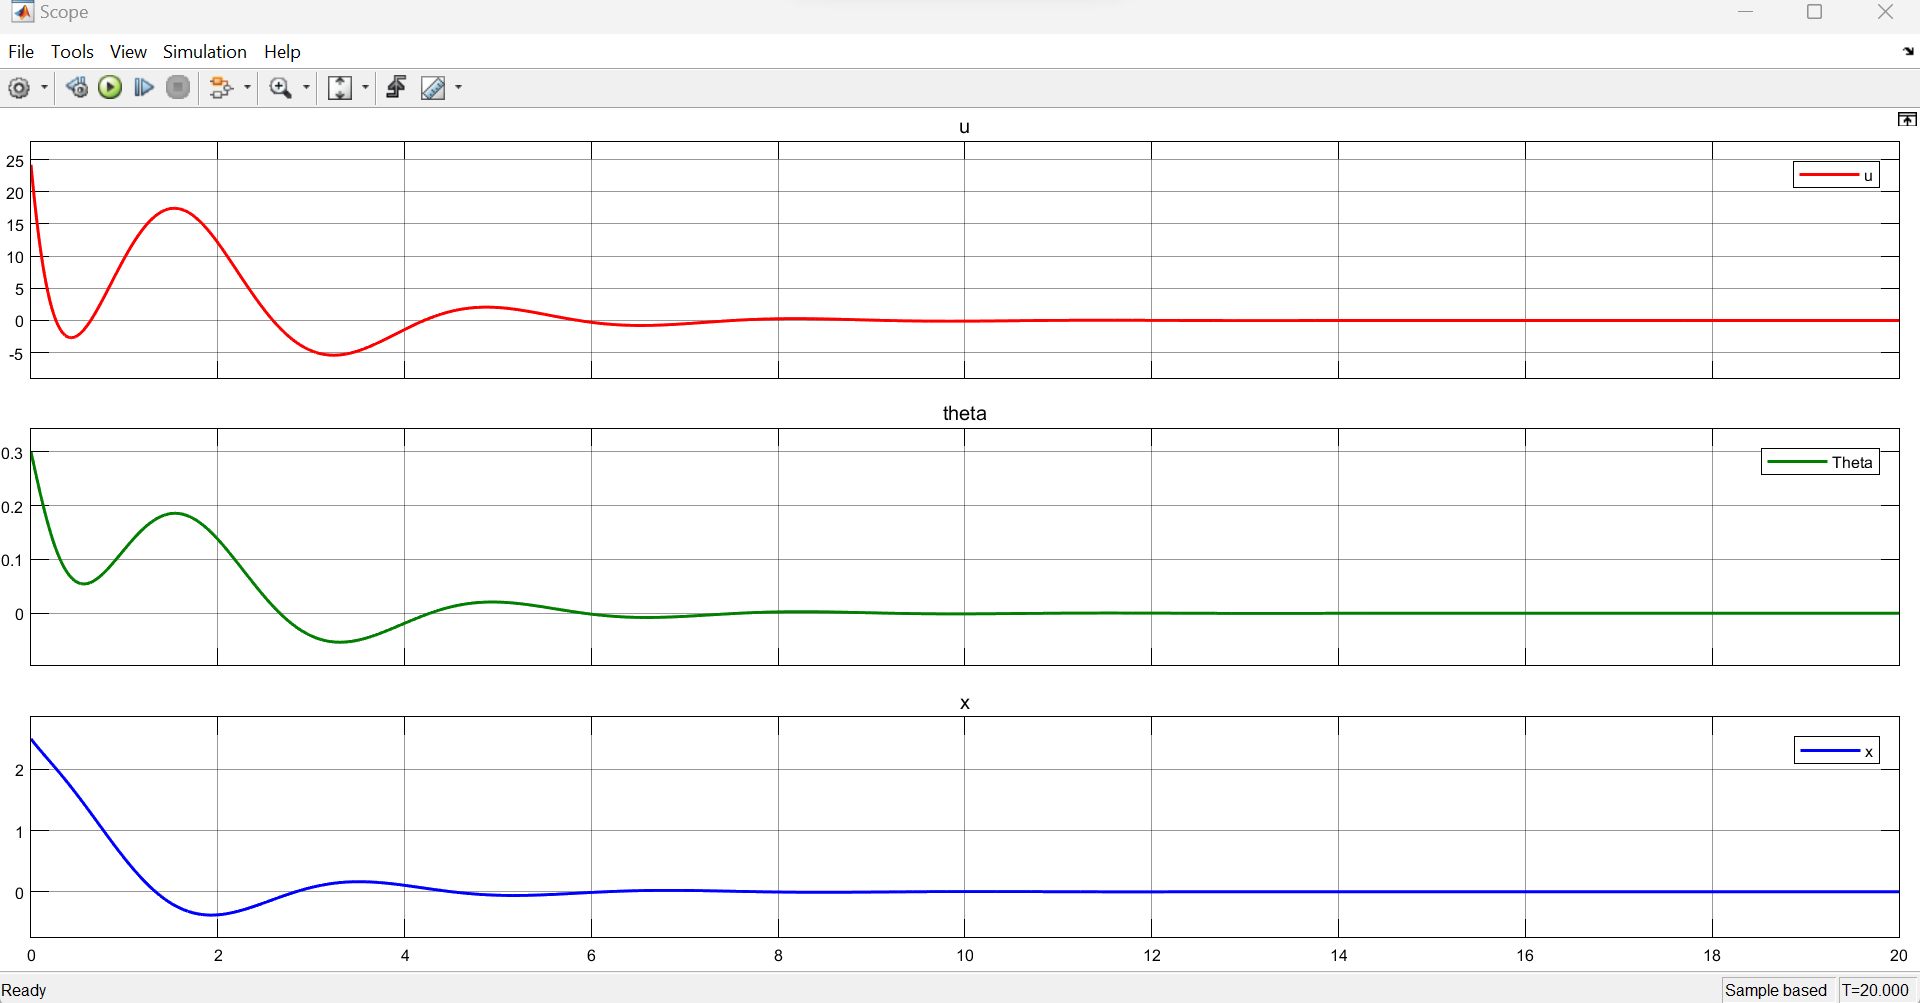 Scope
File Tools View Simulation Help
u
25
20
15
10
5
0
-5
u
theta
0.3
0.2
0.1
0
Theta
x
2
1
0
x
0 2 4 6 8 10 12 14 16 18 20
Ready
Sample based T=20.000